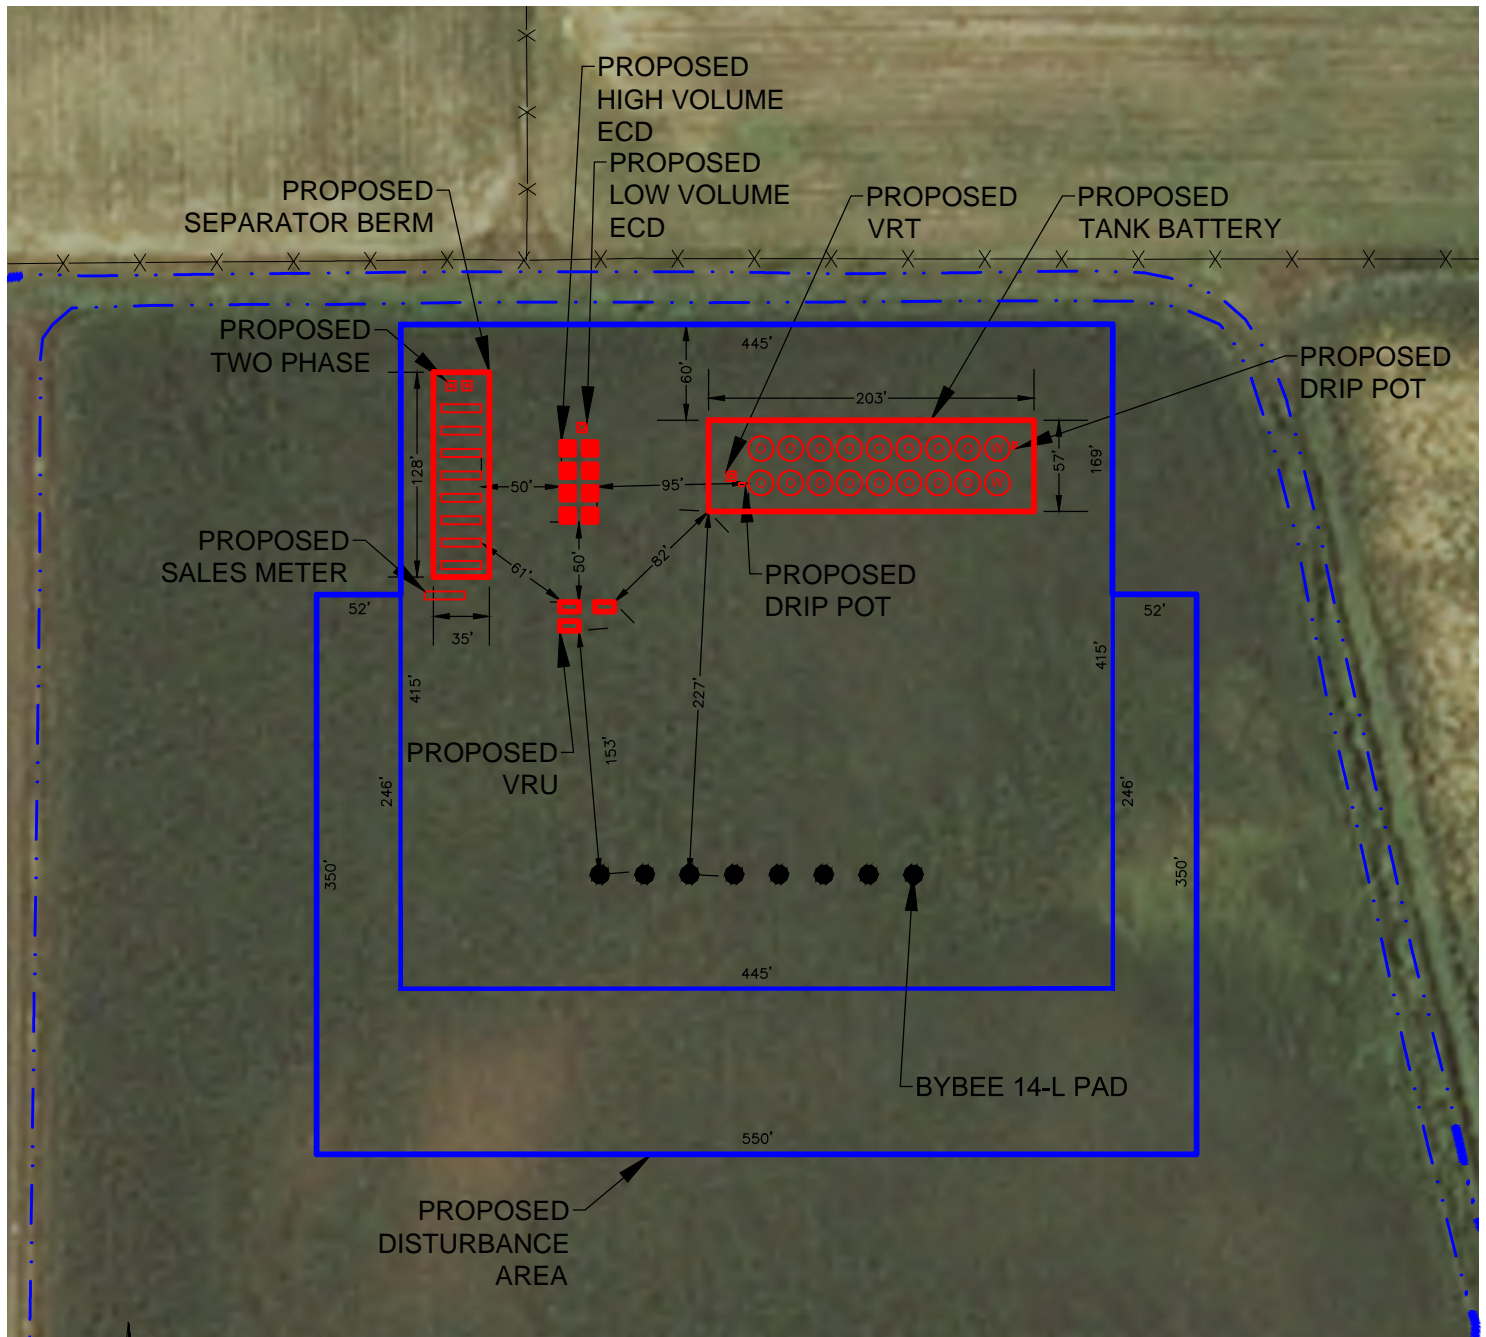 PROPOSED
HIGH VOLUME
ECD
PROPOSED
LOW VOLUME
ECD
PROPOSED
SEPARATOR BERM
PROPOSED
VRT
PROPOSED
TANK BATTERY
PROPOSED
TWO PHASE
445'
60'
PROPOSED
DRIP POT
203'
128'
50'
95'
57'
169'
O O O O O O O O W
O O O O O O O O W
PROPOSED
SALES METER
61'
50'
82'
PROPOSED
DRIP POT
52'
52'
35'
415'
227'
415'
PROPOSED
VRU
153'
246'
246'
350'
350'
445'
BYBEE 14-L PAD
550'
PROPOSED
DISTURBANCE
AREA